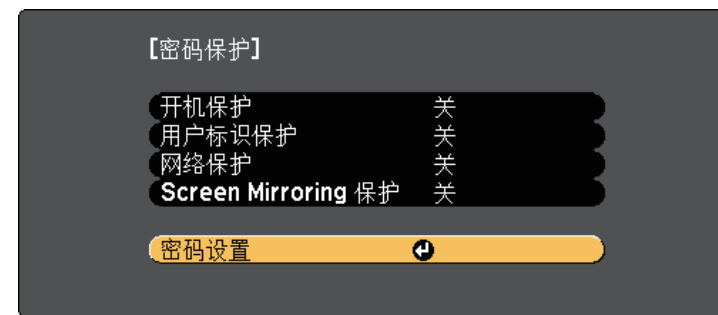 [密码保护]
开机保护 关
用户标识保护 关
网络保护 关
Screen Mirroring 保护 关
密码设置